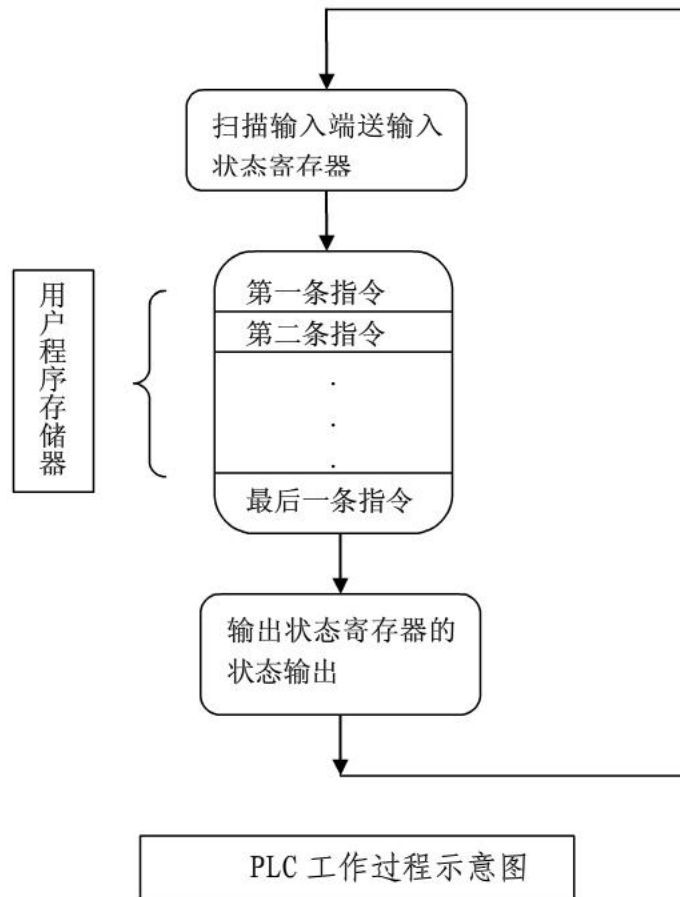 扫描输入端送输入
状态寄存器
用户程序存储器
第一条指令
第二条指令
.
.
.
最后一条指令
输出状态寄存器的
状态输出
PLC 工作过程示意图